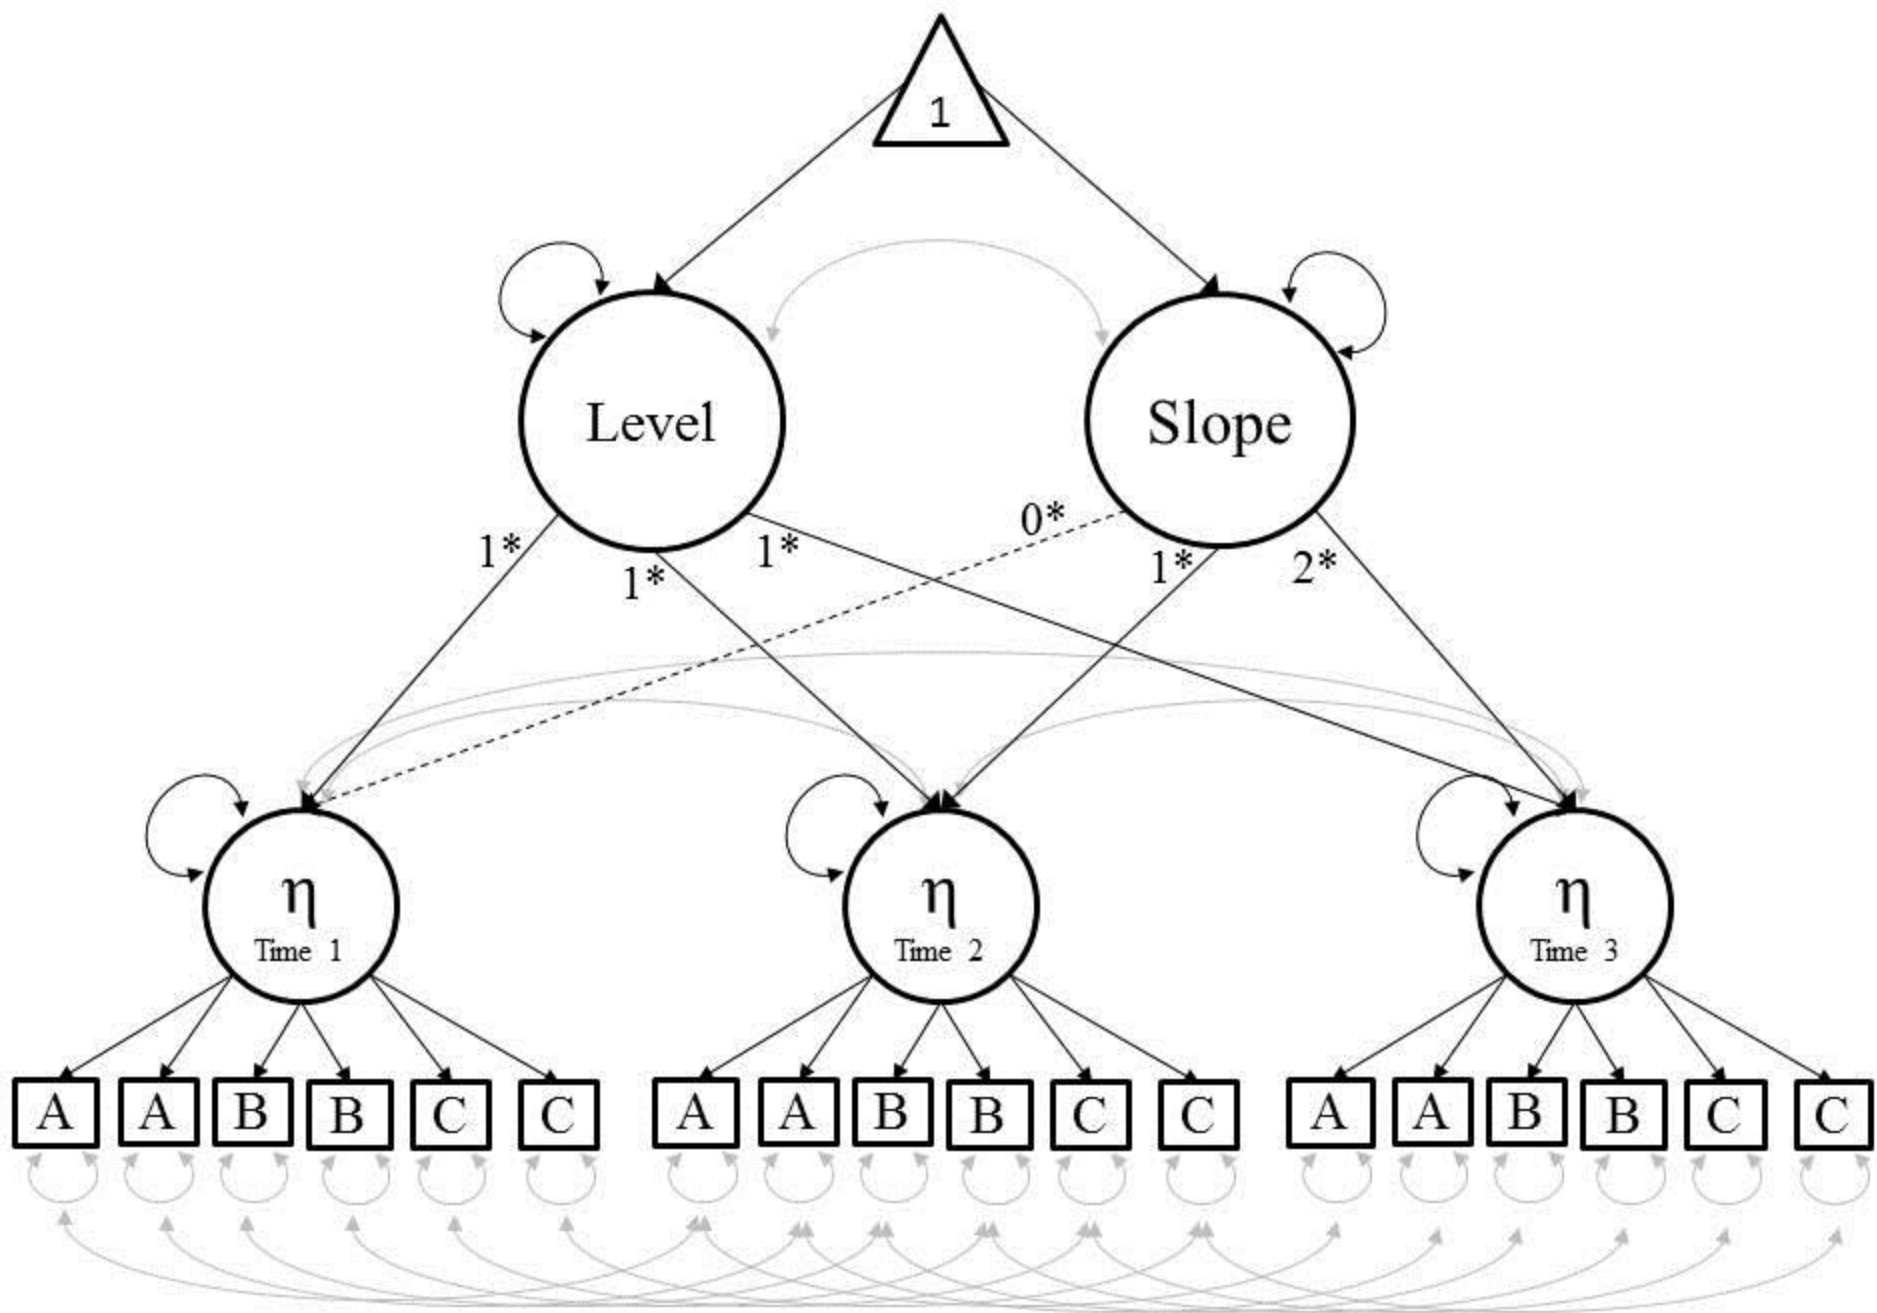 1
Level
Slope
1*
1*
1*
0*
1*
2*
η
Time 1
η
Time 2
η
Time 3
A A B B C C A A B B C C A A B B C C